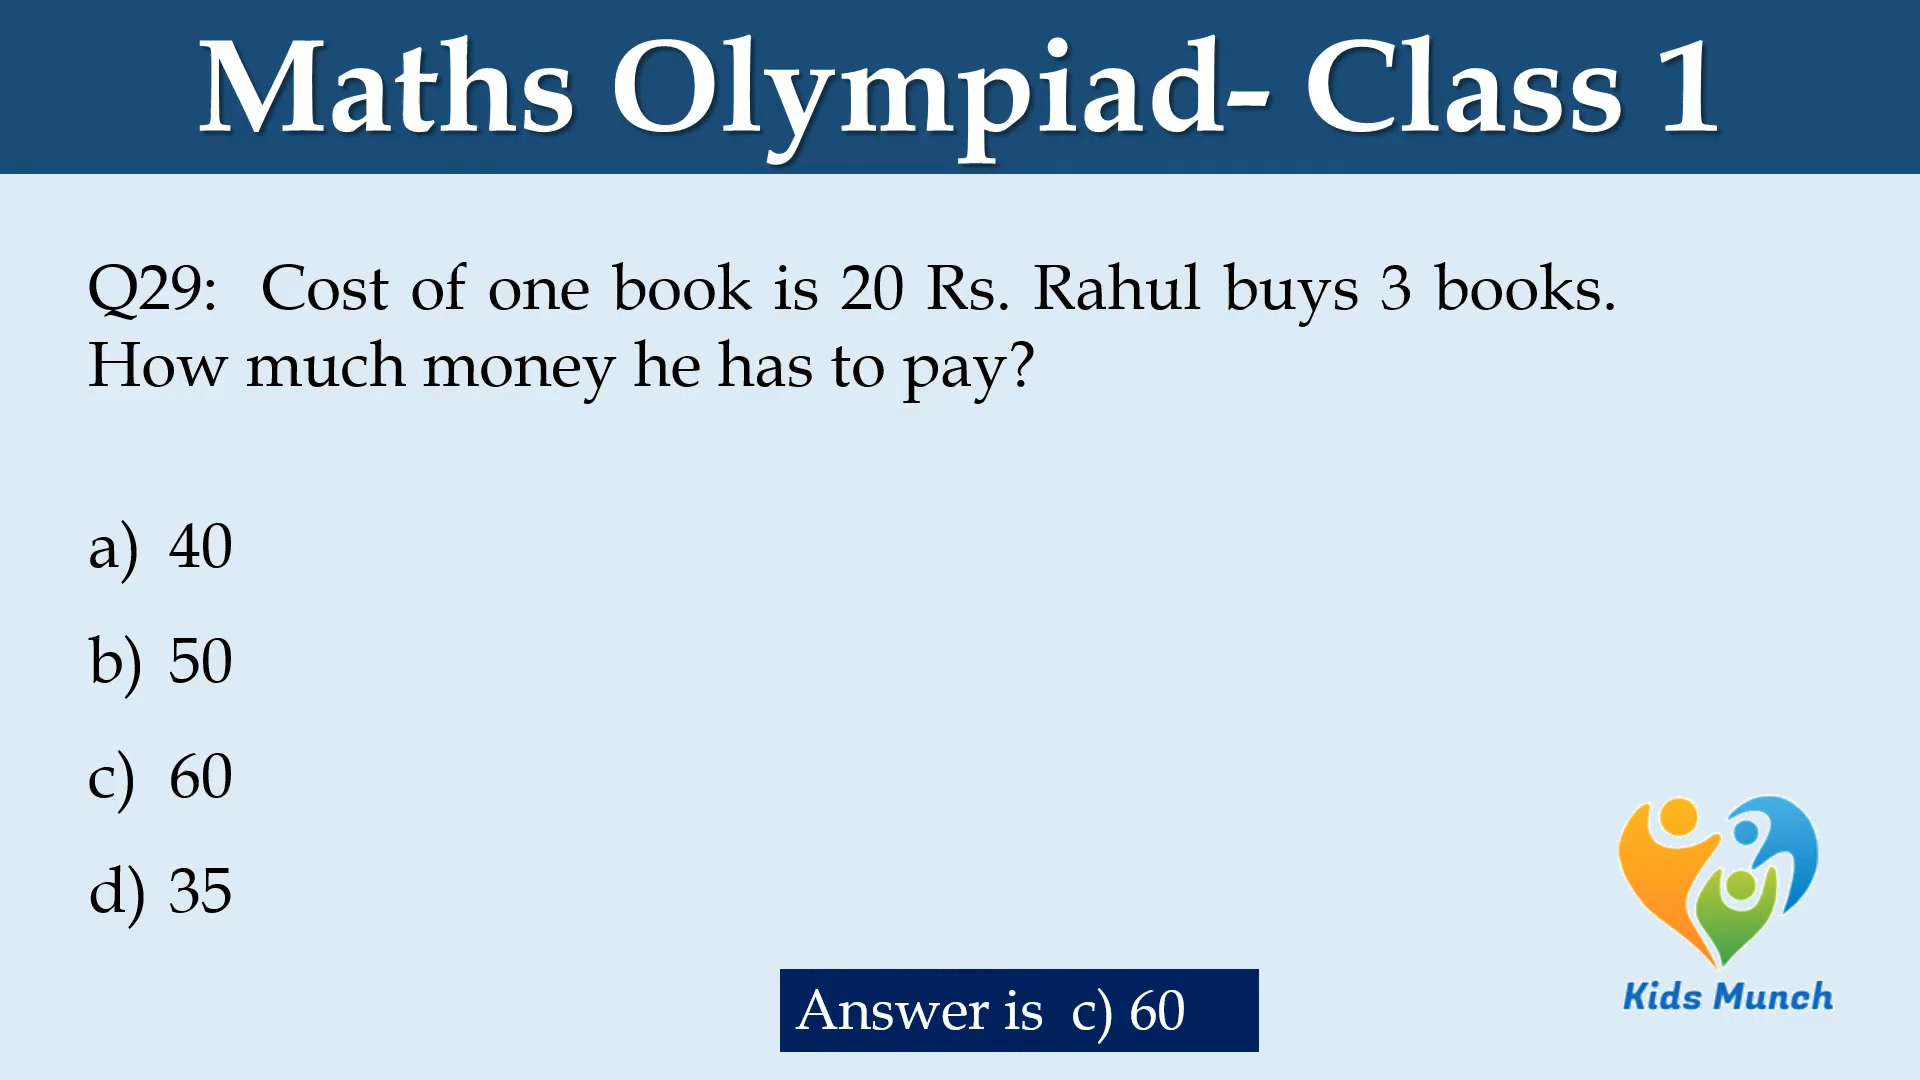 Maths Olympiad- Class 1
Q29: Cost of one book is 20 Rs. Rahul buys 3 books.
How much money he has to pay?
a) 40
b) 50
c) 60
d) 35
Answer is c) 60
Kids Munch